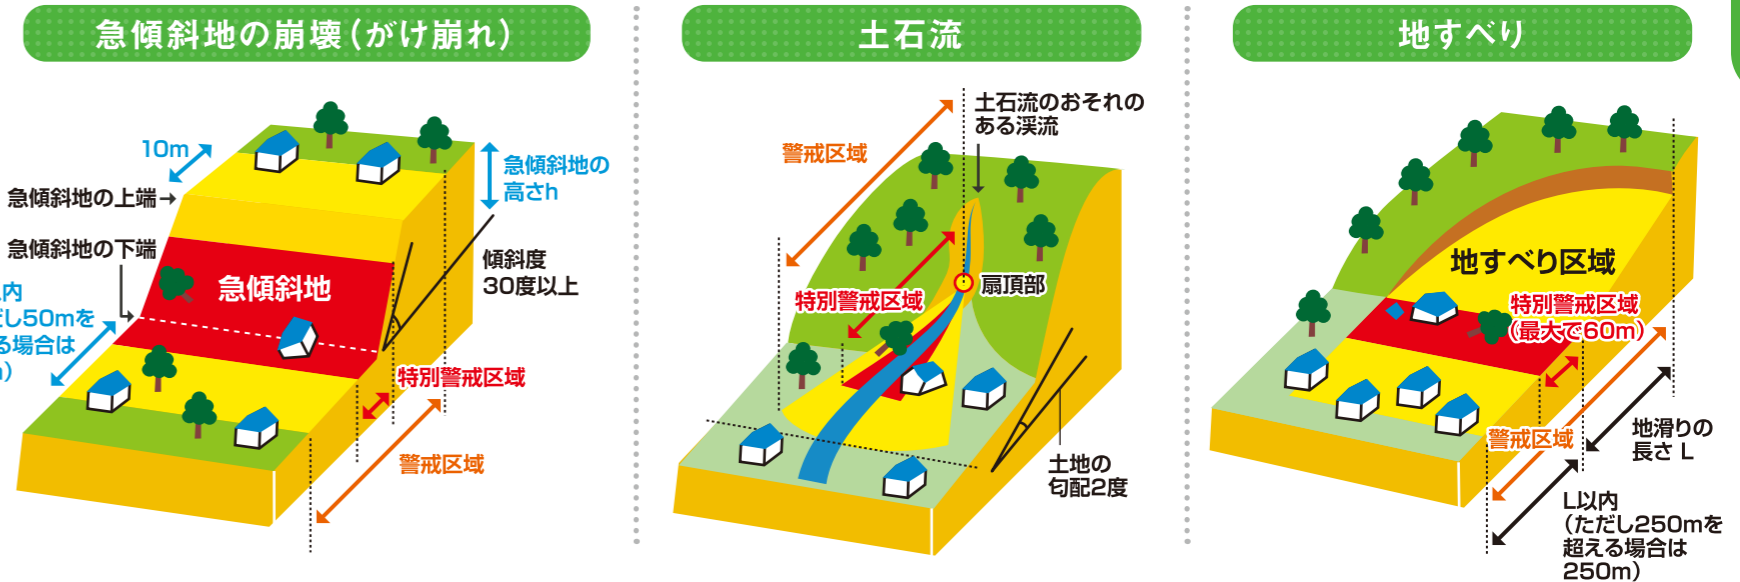 急傾斜地の崩壊(がけ崩れ)
10m
急傾斜地の上端→
急傾斜地の下端
急傾斜地の
高さh
急傾斜地
傾斜度
30度以上
内
し50mを
る場合は
)
特別警戒区域
警戒区域
土石流
土石流のおそれの
ある渓流
警戒区域
特別警戒区域
扇頂部
土地の
匂配2度
地すべり
地すべり区域
特別警戒区域
(最大で60m)
警戒区域
地滑りの
長さ L
L以内
(ただし250mを
超える場合は
250m)